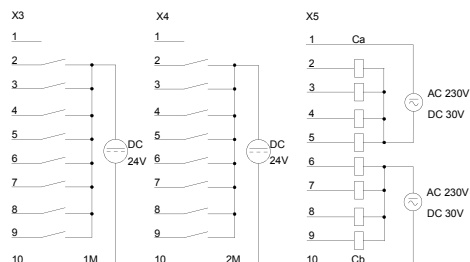 X3 X4 X5
1 1 1 Ca
2 2 2
3 3 3 AC 230V
4 4 4 DC 30V
5 DC 5 DC 5
6 24V 6 24V 6
7 7 7 AC 230V
8 8 8 DC 30V
9 9 9
10 1M 10 2M 10 Cb